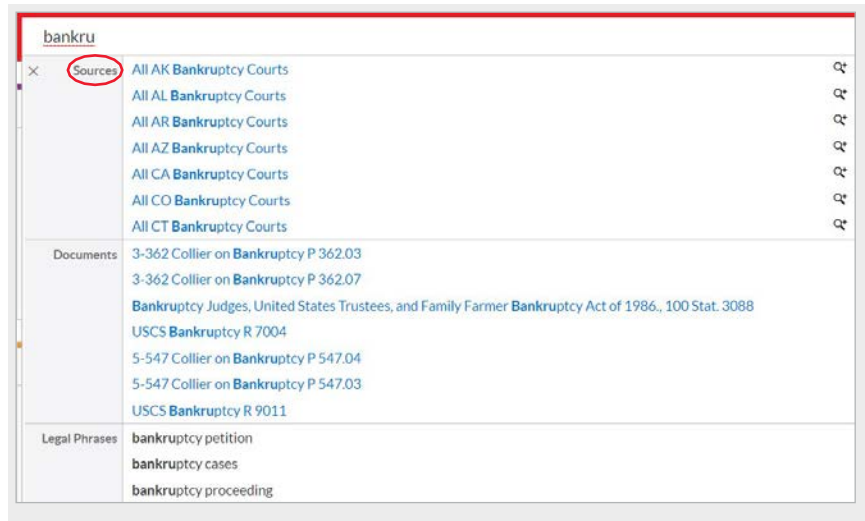 bankru
Sources All AK Bankruptcy Courts
All AL Bankruptcy Courts
All AR Bankruptcy Courts
All AZ Bankruptcy Courts
All CA Bankruptcy Courts
All CO Bankruptcy Courts
All CT Bankruptcy Courts
Documents 3-362 Collier on Bankruptcy P 362.03
3-362 Collier on Bankruptcy P 362.07
Bankruptcy Judges, United States Trustees, and Family Farmer Bankruptcy Act of 1986., 100 Stat. 3088
USCS Bankruptcy R 7004
5-547 Collier on Bankruptcy P 547.04
5-547 Collier on Bankruptcy P 547.03
USCS Bankruptcy R 9011
Legal Phrases bankruptcy petition
bankruptcy cases
bankruptcy proceeding